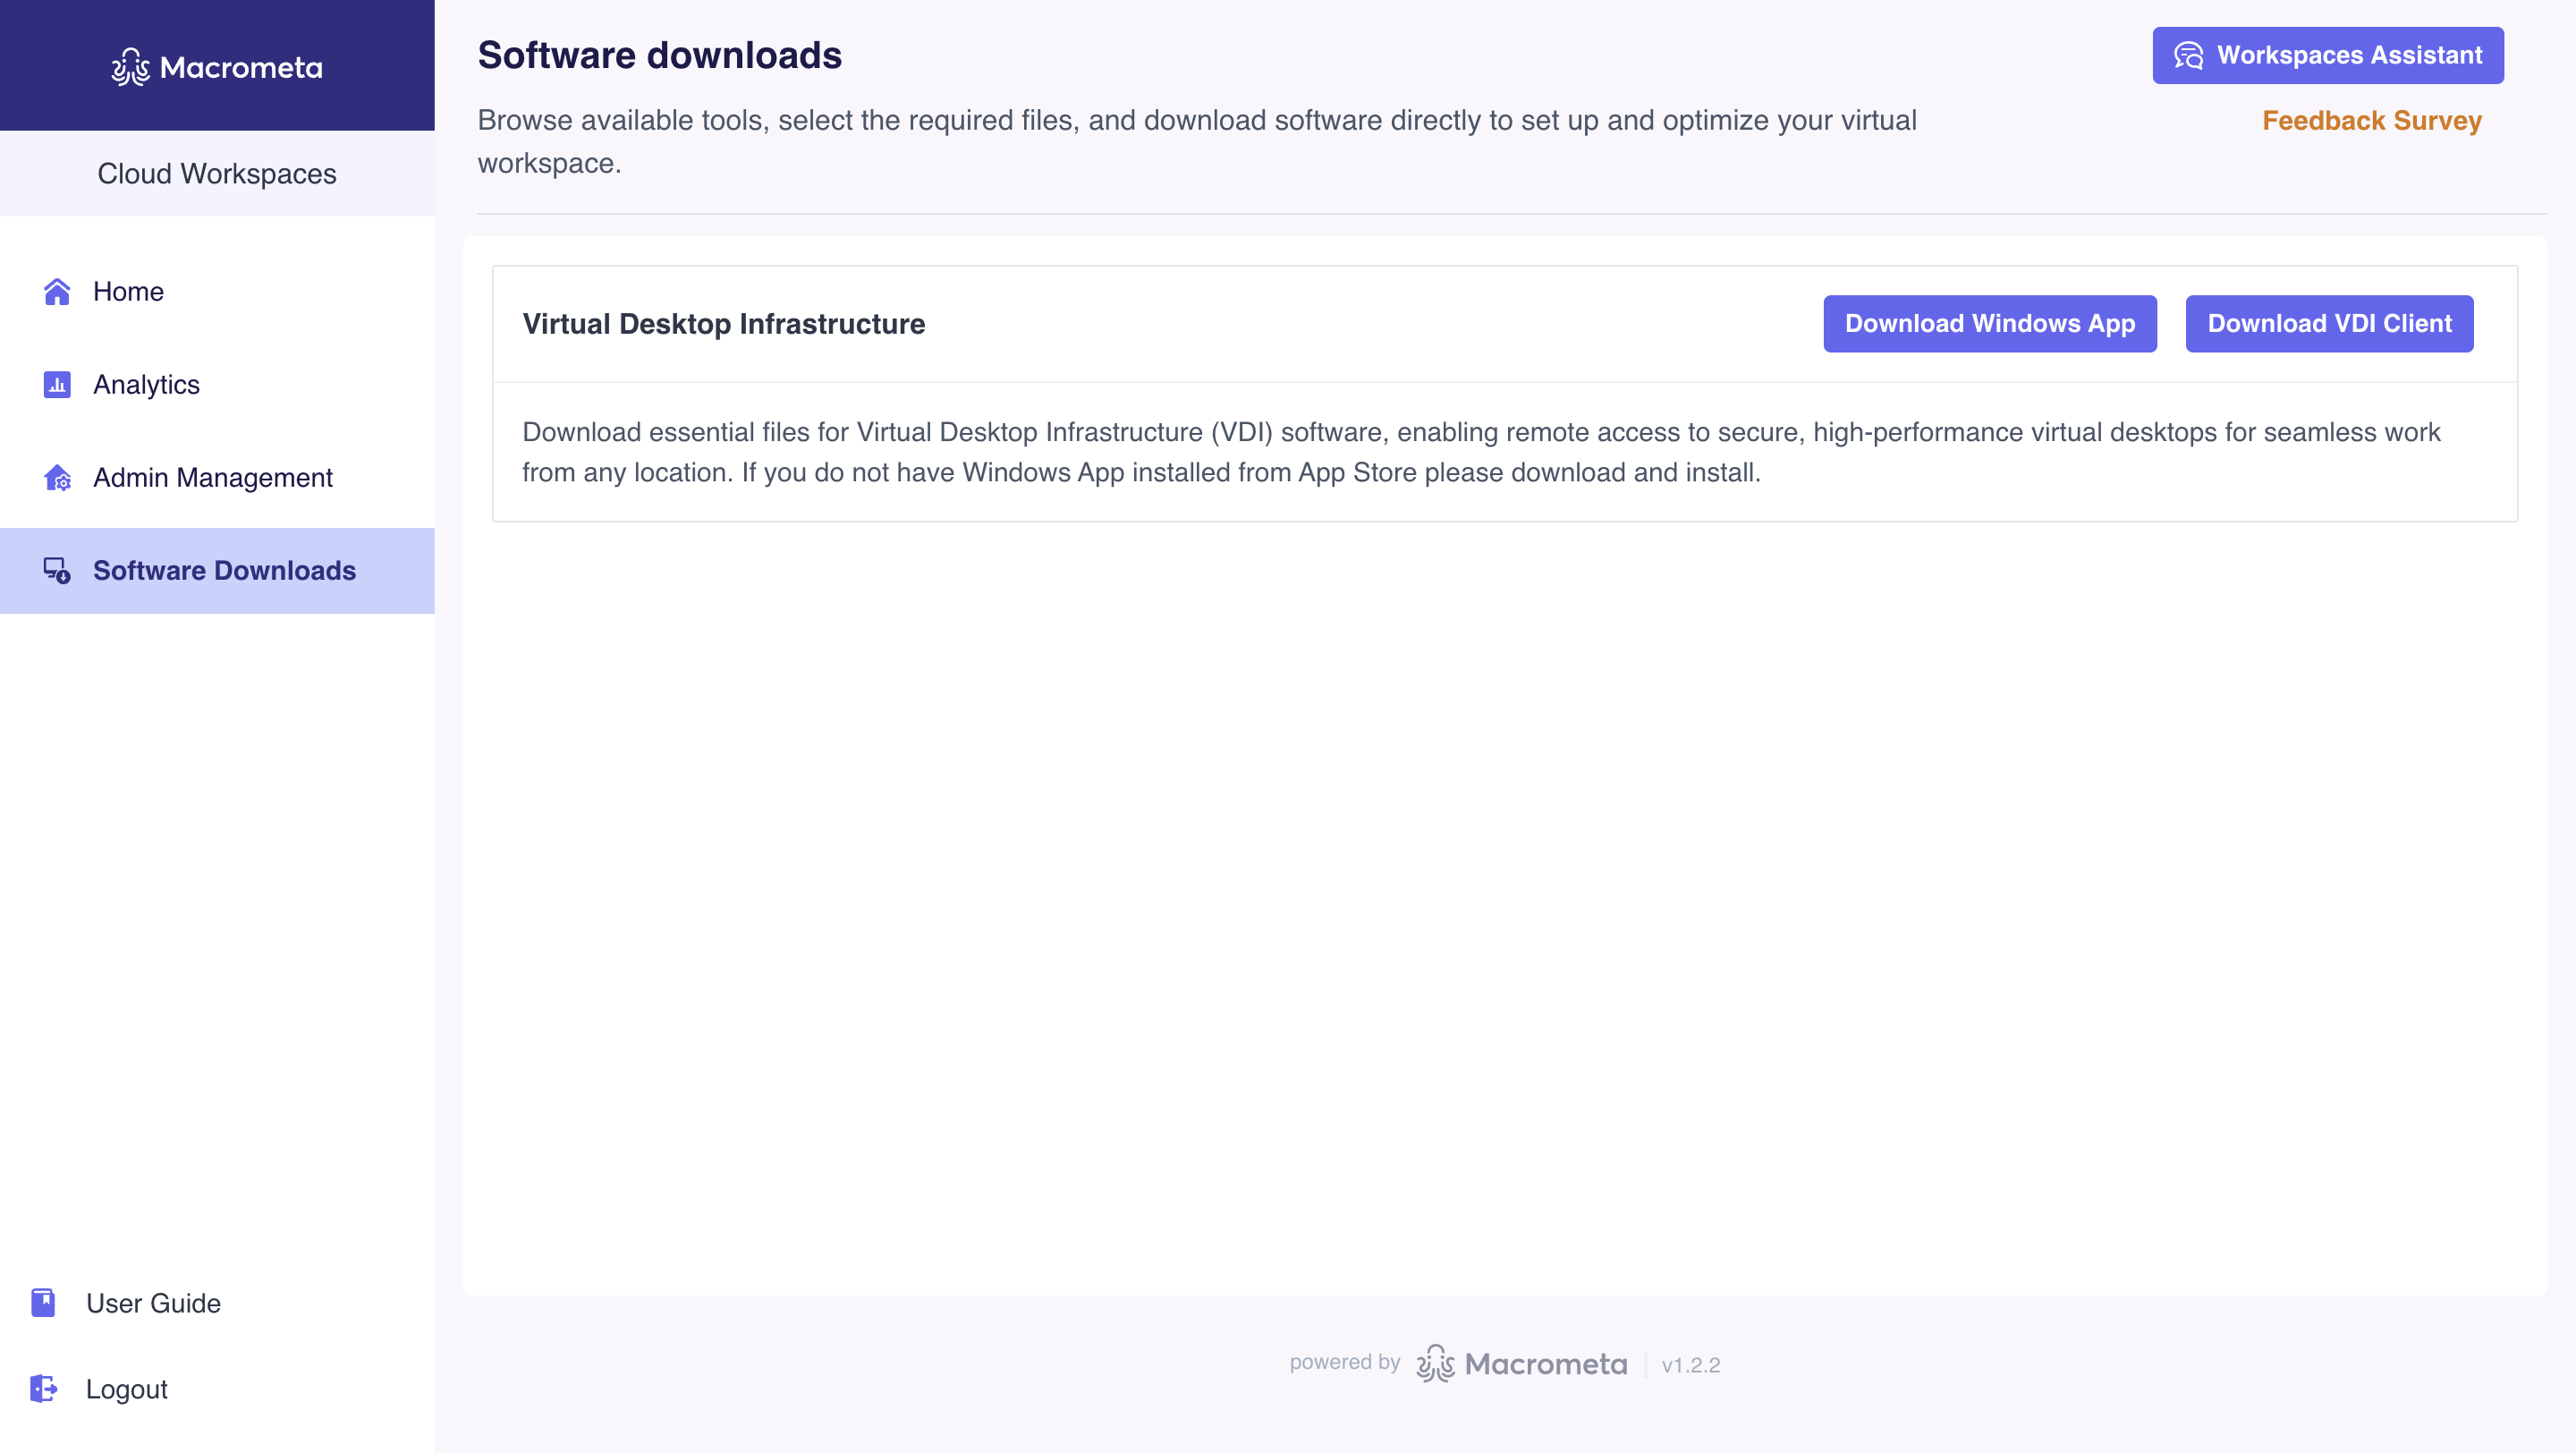 Macrometa
Cloud Workspaces
Home
Analytics
Admin Management
Software Downloads
User Guide
Logout
Software downloads
Workspaces Assistant
Browse available tools, select the required files, and download software directly to set up and optimize your virtual
workspace.
Feedback Survey
Virtual Desktop Infrastructure
Download Windows App
Download VDI Client
Download essential files for Virtual Desktop Infrastructure (VDI) software, enabling remote access to secure, high-performance virtual desktops for seamless work
from any location. If you do not have Windows App installed from App Store please download and install.
powered by Macrometa | v1.2.2